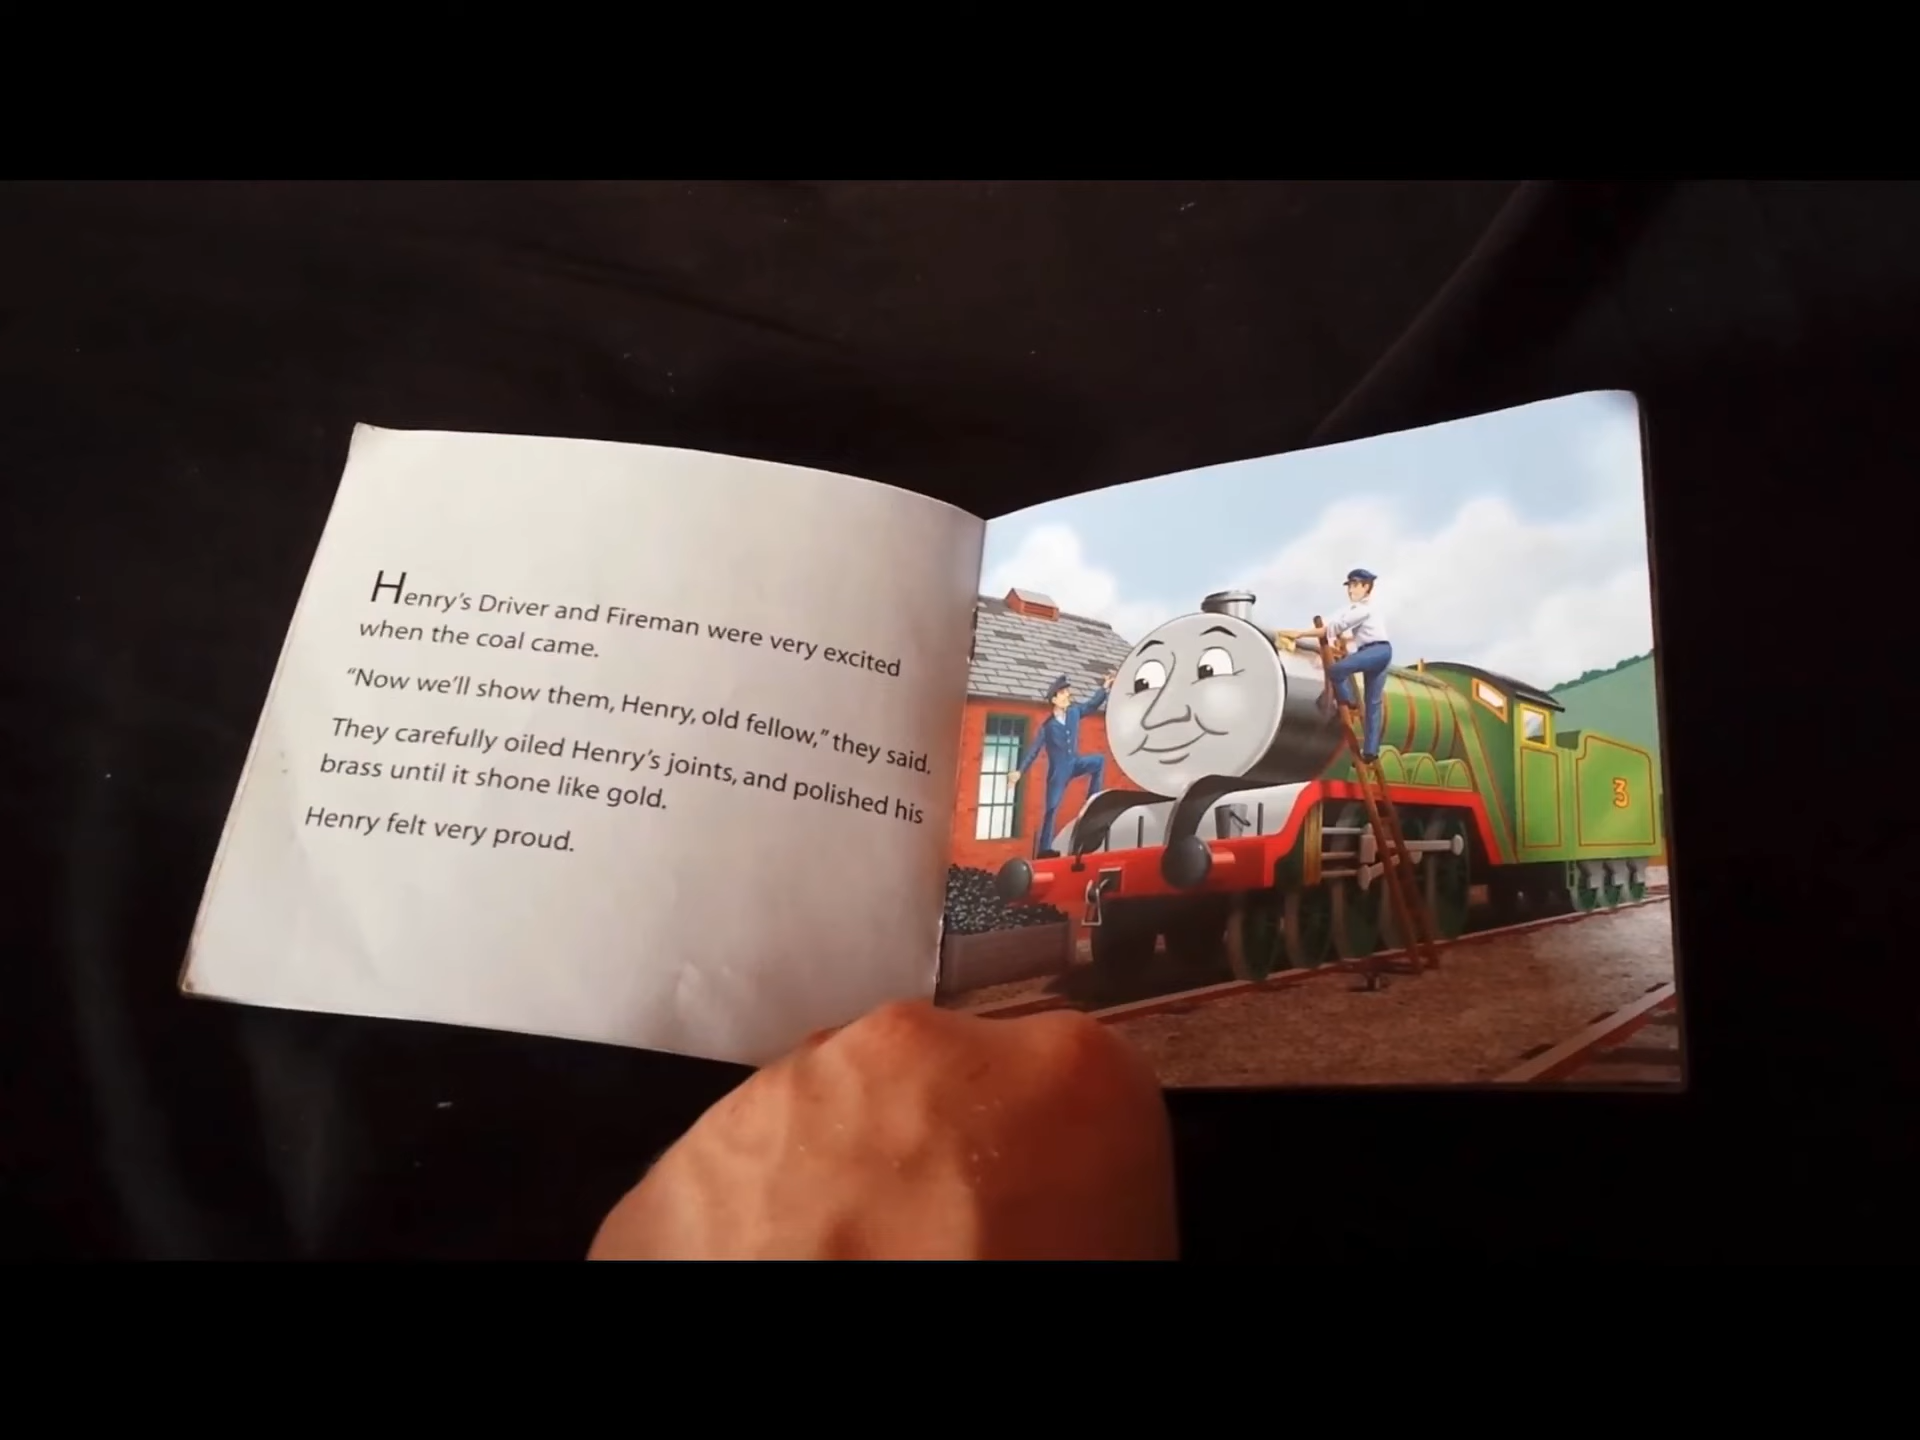 Henry's Driver and Fireman were very excited
when the coal came.
“Now we'll show them, Henry, old fellow,” they said.
They carefully oiled Henry's joints, and polished his
brass until it shone like gold.
Henry felt very proud.
3